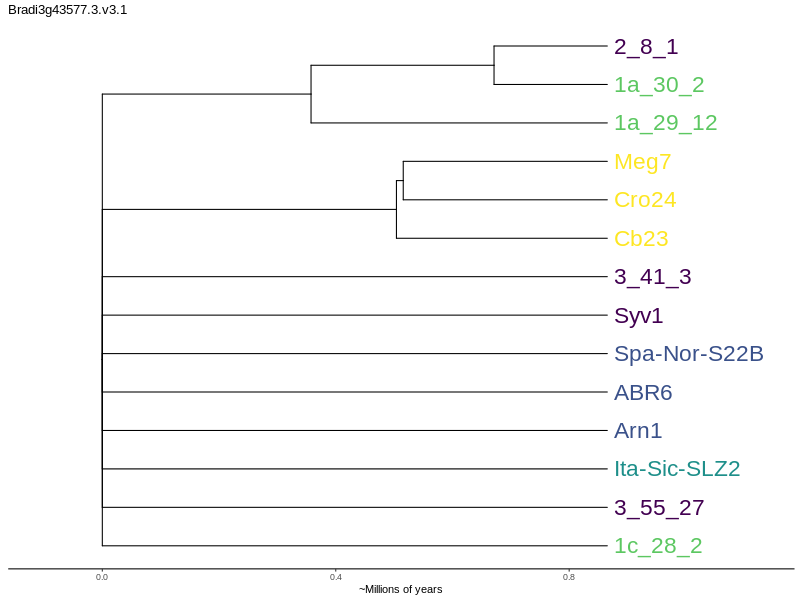 Bradi3g43577.3.v3.1
2_8_1
1a_30_2
1a_29_12
Meg7
Cro24
Cb23
3_41_3
Syv1
Spa-Nor-S22B
ABR6
Arn1
Ita-Sic-SLZ2
3_55_27
1c_28_2
0.0 0.4 0.8
~Millions of years